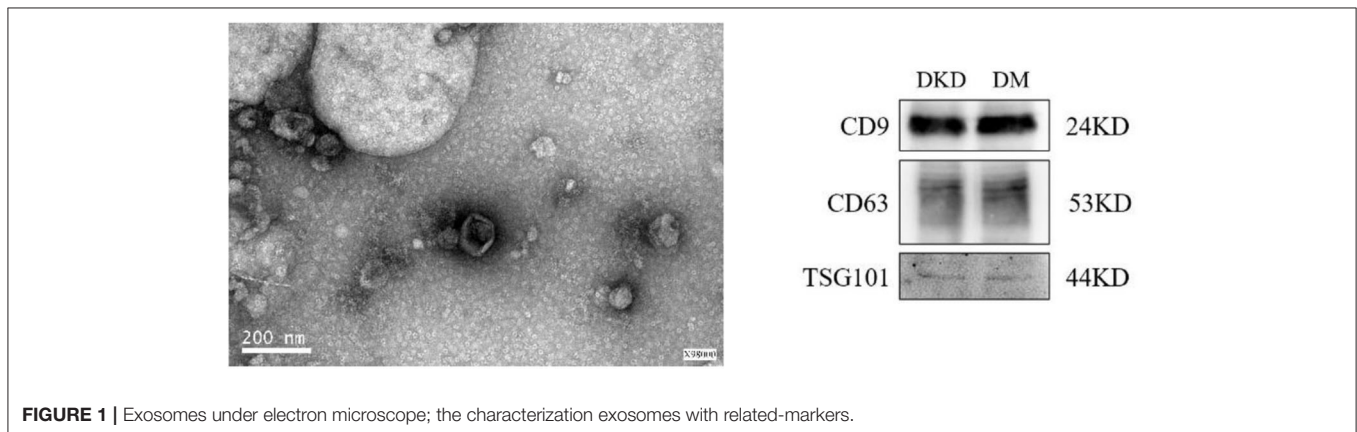 DKD DM
CD9 24KD
CD63 53KD
TSG101 44KD
200 nm
X98000
FIGURE 1 | Exosomes under electron microscope; the characterization exosomes with related-markers.